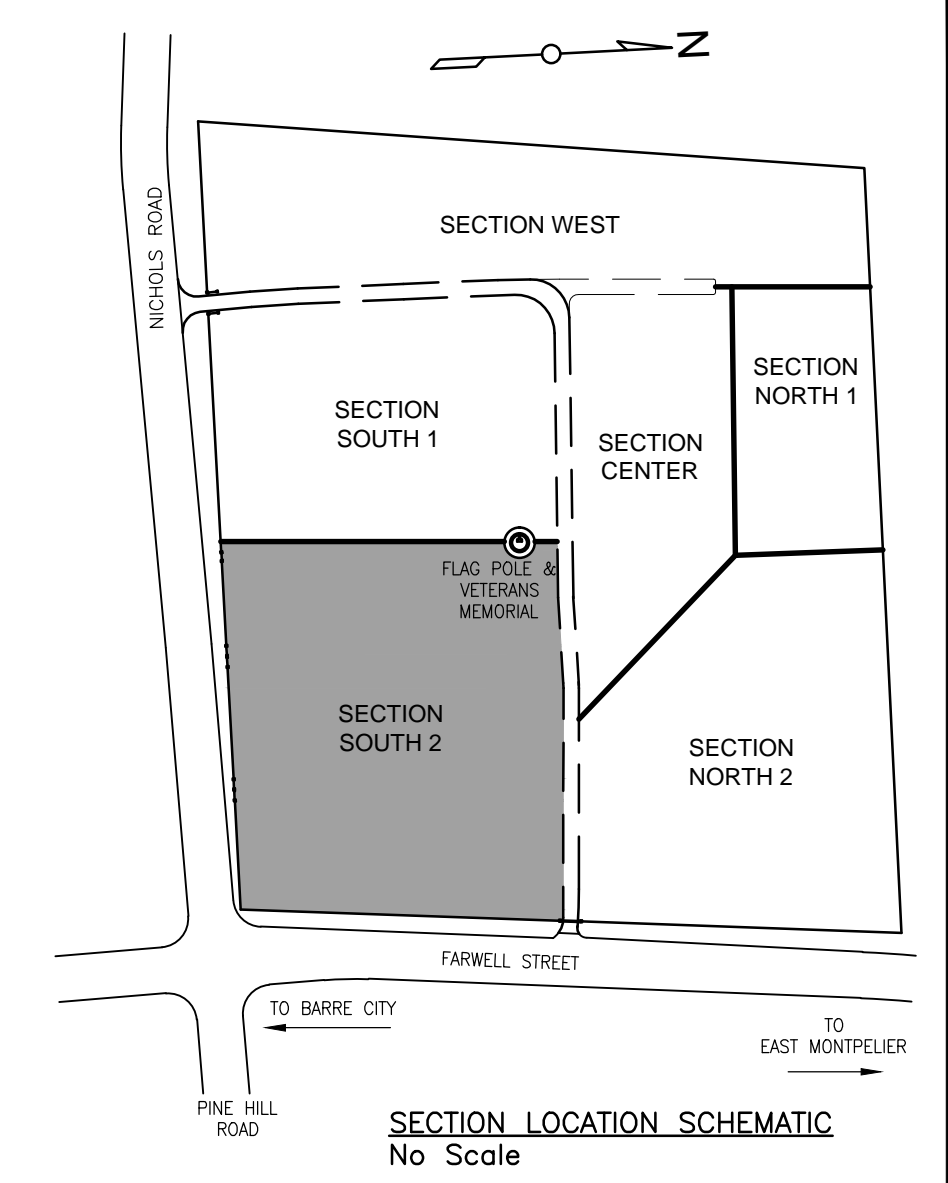 N
SECTION WEST
NICHOLS ROAD
SECTION
NORTH 1
SECTION
SOUTH 1
SECTION
CENTER
FLAG POLE &
VETERANS
MEMORIAL
SECTION
SOUTH 2
SECTION
NORTH 2
FARWELL STREET
TO BARRE CITY
TO
EAST MONTPELIER
PINE HILL
ROAD
SECTION LOCATION SCHEMATIC
No Scale